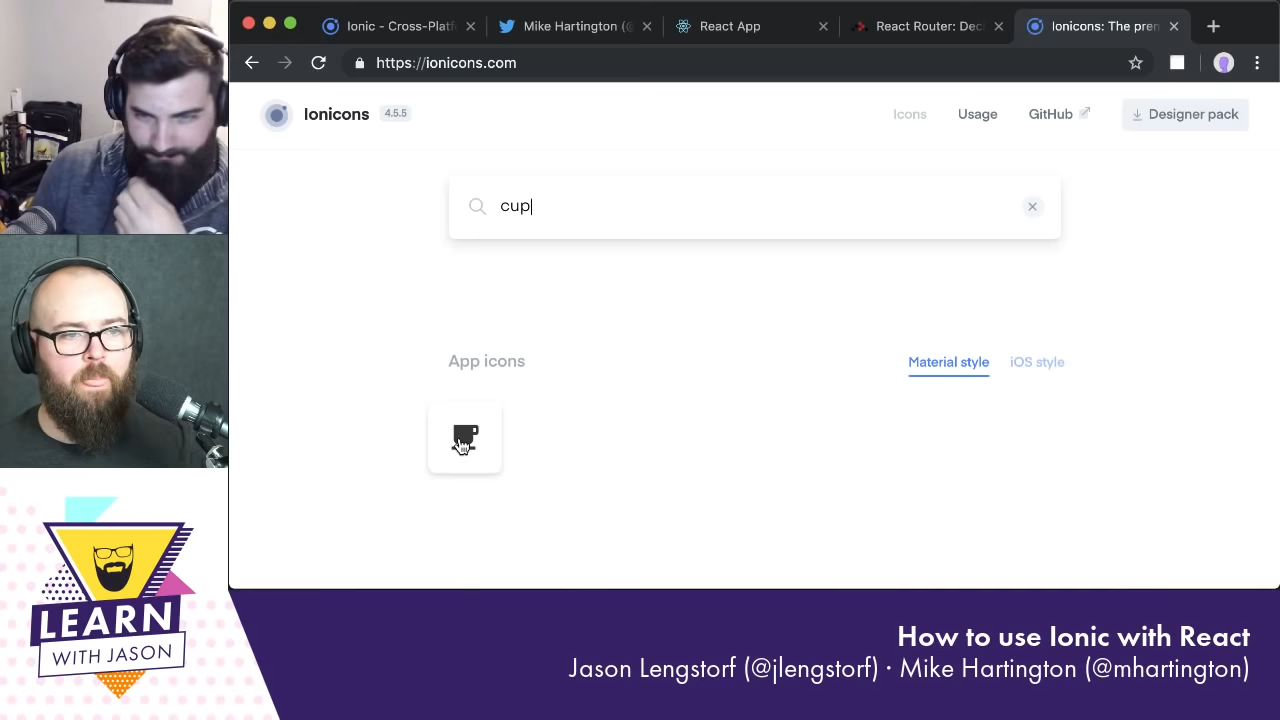 Ionic - Cross-Platf
Mike Hartington (@
React App
React Router: Dec
Ionicons: The prem
https://ionicons.com
Ionicons
4.5.5
Icons
Usage
GitHub
Designer pack
cup
App icons
Material style
iOS style
LEARN
WITH JASON
How to use Ionic with React
Jason Lengstorf (@jlengstorf) · Mike Hartington (@mhartington)